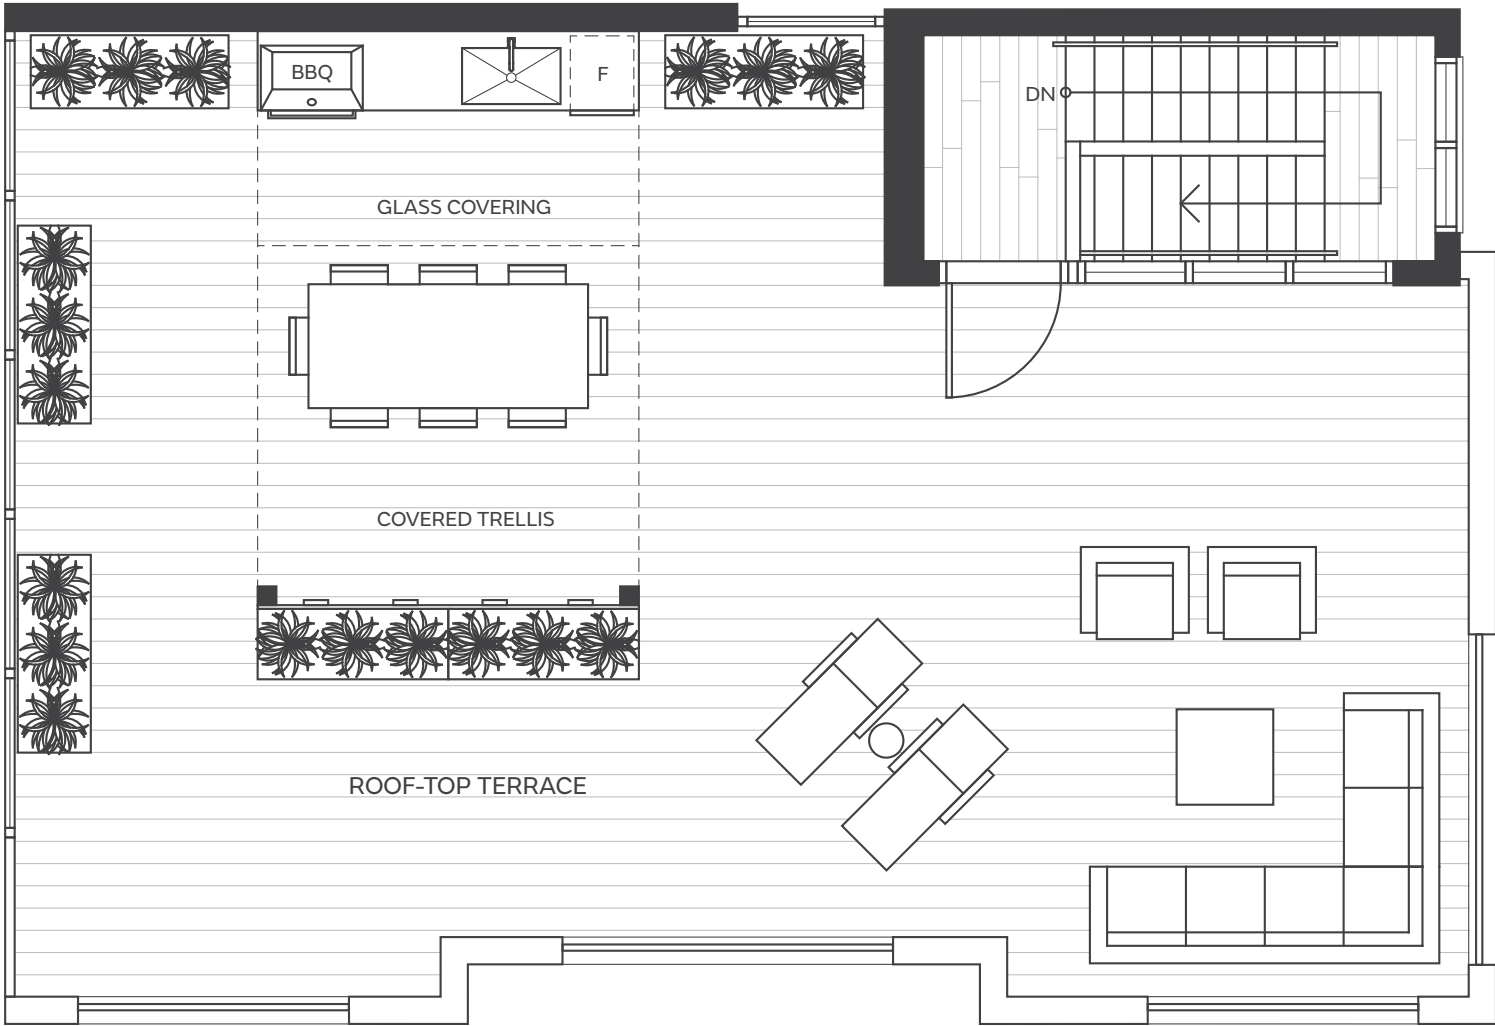 BBQ
F
DN
GLASS COVERING
COVERED TRELLIS
ROOF-TOP TERRACE